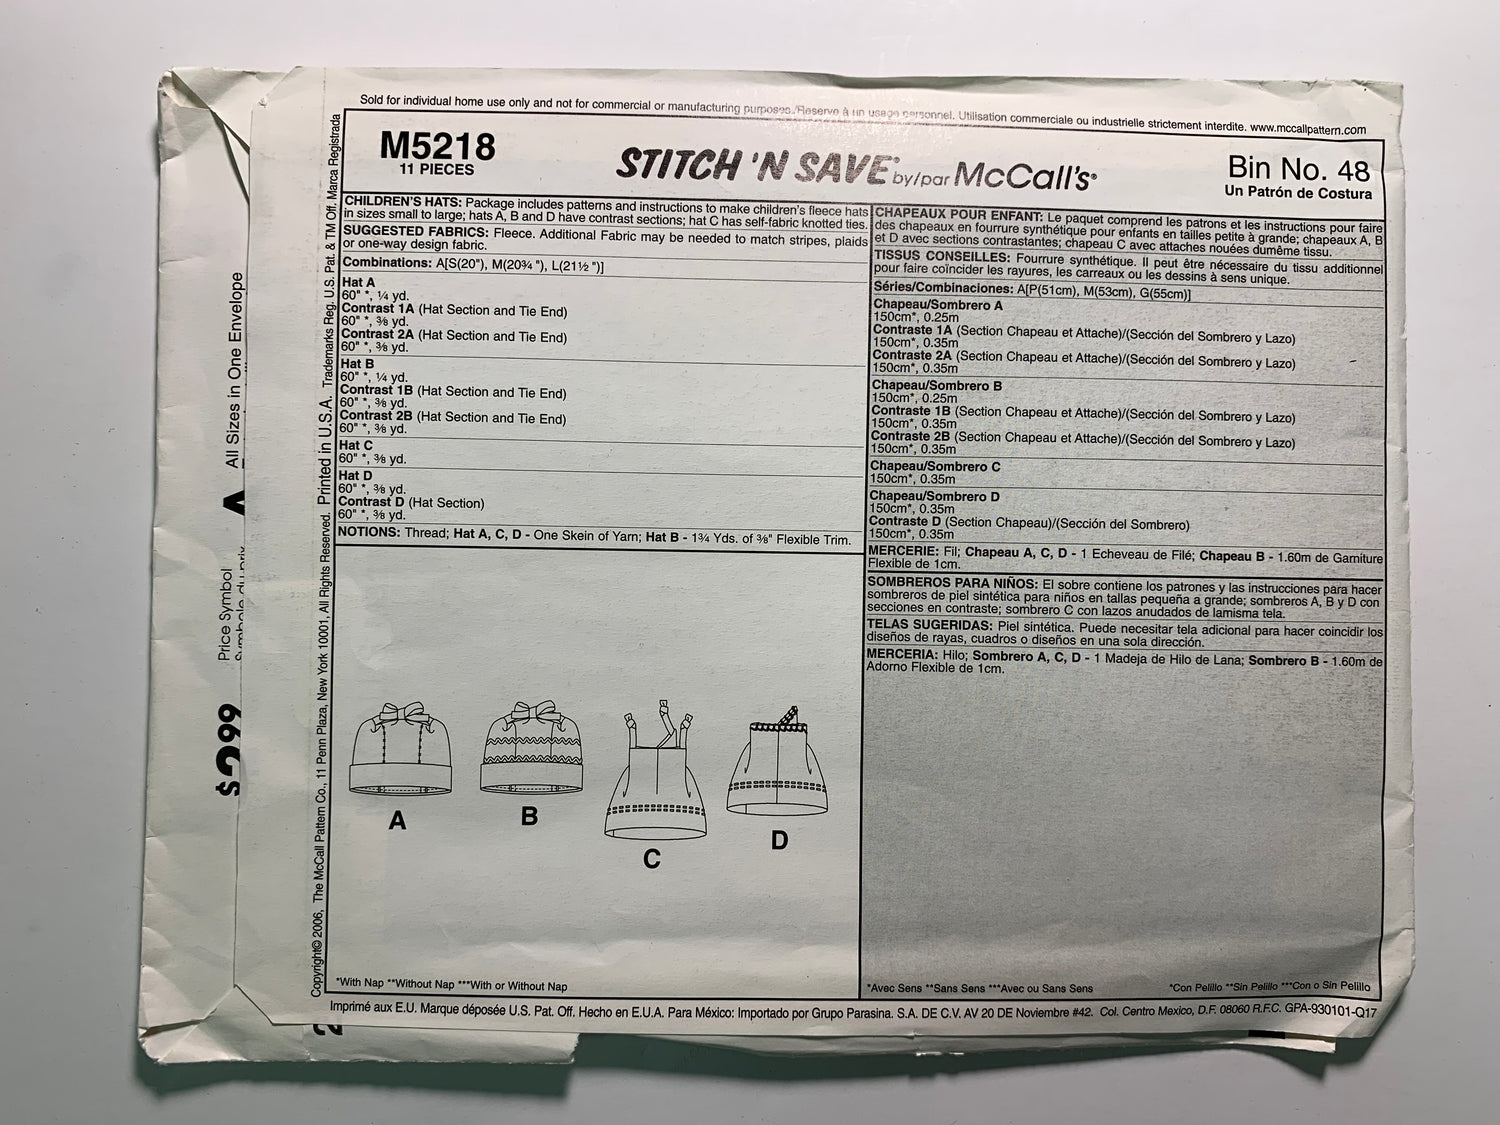 Sold for individual home use only and not for commercial or manufacturing purposes./Reserve à un usage personnel. Utilisation commerciale ou industrielle strictement interdite. www.mccallpattern.com
M5218
11 PIECES
STITCH 'N SAVE® by/par McCall's®
Bin No. 48
Un Patrón de Costura
CHILDREN'S HATS: Package includes patterns and instructions to make children's fleece hats
in sizes small to large; hats A, B and D have contrast sections; hat C has self-fabric knotted ties.
SUGGESTED FABRICS: Fleece. Additional Fabric may be needed to match stripes, plaids
or one-way design fabric.
Combinations: A[S(20"), M(20¾ "), L(21½ ")]
Hat A
60" *, ¼ yd.
Contrast 1A (Hat Section and Tie End)
60" *, ⅜ yd.
Contrast 2A (Hat Section and Tie End)
60" *, ⅜ yd.
Hat B
60" *, ¼ yd.
Contrast 1B (Hat Section and Tie End)
60" *, ⅜ yd.
Contrast 2B (Hat Section and Tie End)
60" *, ⅜ yd.
Hat C
60" *, ⅜ yd.
Hat D
60" *, ⅜ yd.
Contrast D (Hat Section)
60" *, ⅜ yd.
NOTIONS: Thread; Hat A, C, D - One Skein of Yarn; Hat B - 1¾ Yds. of ⅜" Flexible Trim.
A
B
C
D
*With Nap **Without Nap ***With or Without Nap
CHAPEAUX POUR ENFANT: Le paquet comprend les patrons et les instructions pour faire
des chapeaux en fourrure synthétique pour enfants en tailles petite à grande; chapeaux A, B
et D avec sections contrastantes; chapeau C avec attaches nouées dumême tissu.
TISSUS CONSEILLES: Fourrure synthétique. Il peut être nécessaire du tissu additionnel
pour faire coïncider les rayures, les carreaux ou les dessins à sens unique.
Séries/Combinaciones: A[P(51cm), M(53cm), G(55cm)]
Chapeau/Sombrero A
150cm*, 0.25m
Contraste 1A (Section Chapeau et Attache)/(Sección del Sombrero y Lazo)
150cm*, 0.35m
Contraste 2A (Section Chapeau et Attache)/(Sección del Sombrero y Lazo)
150cm*, 0.35m
Chapeau/Sombrero B
150cm*, 0.25m
Contraste 1B (Section Chapeau et Attache)/(Sección del Sombrero y Lazo)
150cm*, 0.35m
Contraste 2B (Section Chapeau et Attache)/(Sección del Sombrero y Lazo)
150cm*, 0.35m
Chapeau/Sombrero C
150cm*, 0.35m
Chapeau/Sombrero D
150cm*, 0.35m
Contraste D (Section Chapeau)/(Sección del Sombrero)
150cm*, 0.35m
MERCERIE: Fil; Chapeau A, C, D - 1 Echeveau de Filé; Chapeau B - 1.60m de Garniture
Flexible de 1cm.
SOMBREROS PARA NIÑOS: El sobre contiene los patrones y las instrucciones para hacer
sombreros de piel sintética para niños en tallas pequeña a grande; sombreros A, B y D con
secciones en contraste; sombrero C con lazos anudados de lamisma tela.
TELAS SUGERIDAS: Piel sintética. Puede necesitar tela adicional para hacer coincidir los
diseños de rayas, cuadros o diseños en una sola dirección.
MERCERIA: Hilo; Sombrero A, C, D - 1 Madeja de Hilo de Lana; Sombrero B - 1.60m de
Adorno Flexible de 1cm.
*Avec Sens **Sans Sens ***Avec ou Sans Sens
*Con Pelillo **Sin Pelillo ***Con o Sin Pelillo
Imprimé aux E.U. Marque déposée U.S. Pat. Off. Hecho en E.U.A. Para México: Importado por Grupo Parasina. S.A. DE C.V. AV 20 DE Noviembre #42. Col. Centro Mexico, D.F. 08060 R.F.C. GPA-930101-Q17
Copyright© 2006, The McCall Pattern Co., 11 Penn Plaza, New York 10001, All Rights Reserved. Printed in U.S.A. Trademarks Reg. U.S. Pat. & TM Off. Marca Registrada
All Sizes in One Envelope
A
Price Symbol
Symbole du prix
$2.99